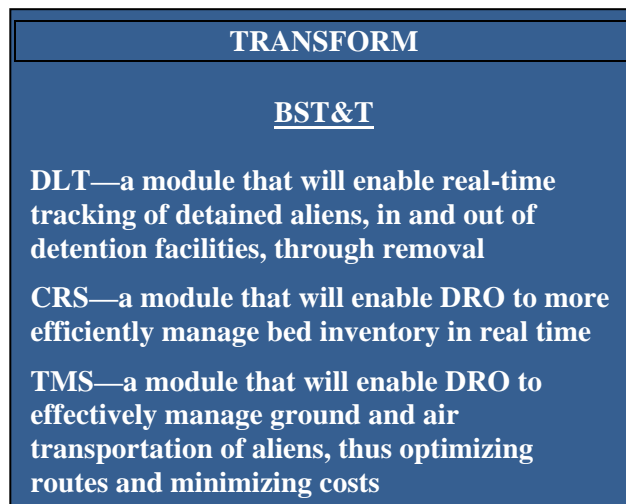 TRANSFORM
BST&T
DLT—a module that will enable real-time
tracking of detained aliens, in and out of
detention facilities, through removal
CRS—a module that will enable DRO to more
efficiently manage bed inventory in real time
TMS—a module that will enable DRO to
effectively manage ground and air
transportation of aliens, thus optimizing
routes and minimizing costs